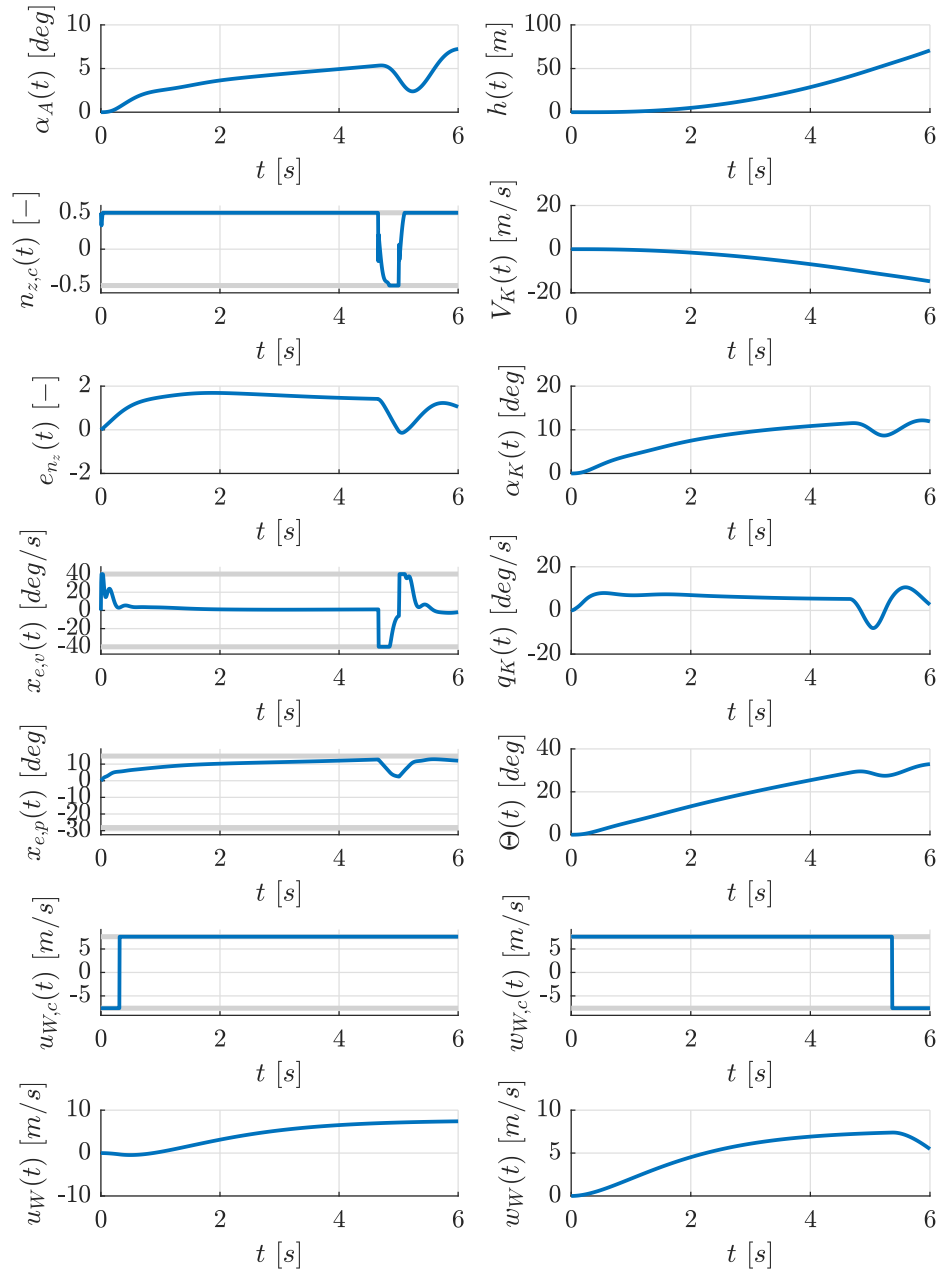 α_A(t) [deg]
10
5
0
0 2 4 6
t [s]
h(t) [m]
100
50
0
0 2 4 6
t [s]
n_{z,c}(t) [−]
0.5
0
-0.5
0 2 4 6
t [s]
V_K(t) [m/s]
20
0
-20
0 2 4 6
t [s]
e_{n_z}(t) [−]
2
0
-2
0 2 4 6
t [s]
α_K(t) [deg]
20
10
0
0 2 4 6
t [s]
x_{e,v}(t) [deg/s]
40
20
0
-20
-40
0 2 4 6
t [s]
q_K(t) [deg/s]
20
0
-20
0 2 4 6
t [s]
x_{e,p}(t) [deg]
10
0
-10
-20
-30
0 2 4 6
t [s]
Θ(t) [deg]
40
20
0
0 2 4 6
t [s]
u_{W,c}(t) [m/s]
5
0
-5
0 2 4 6
t [s]
w_{W,c}(t) [m/s]
5
0
-5
0 2 4 6
t [s]
u_W(t) [m/s]
10
0
-10
0 2 4 6
t [s]
w_W(t) [m/s]
10
5
0
0 2 4 6
t [s]